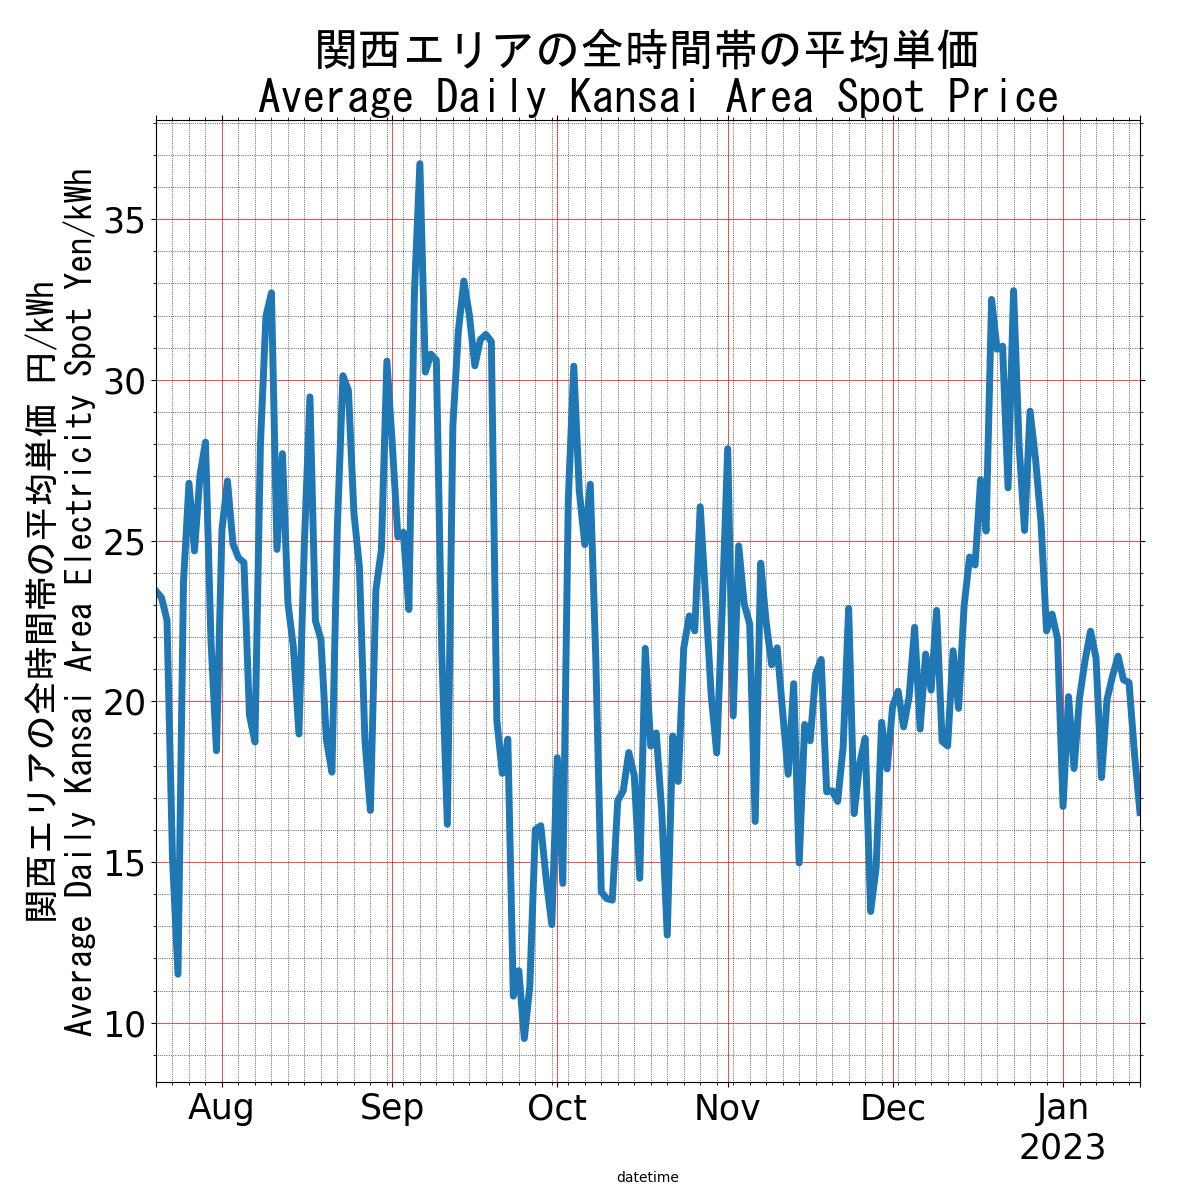 関西エリアの全時間帯の平均単価
Average Daily Kansai Area Spot Price
関西エリアの全時間帯の平均単価 円/kWh
Average Daily Kansai Area Electricity Spot Yen/kWh
35
30
25
20
15
10
Aug Sep Oct Nov Dec Jan
2023
datetime